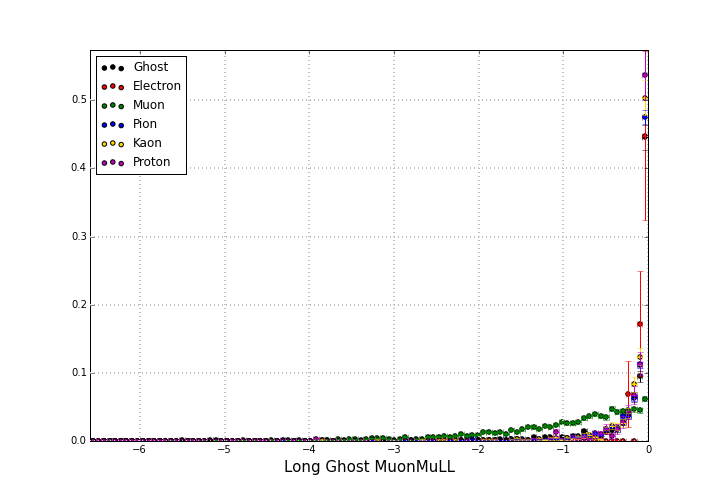 Ghost
Electron
Muon
Pion
Kaon
Proton
0.5
0.4
0.3
0.2
0.1
0.0
−6 −5 −4 −3 −2 −1 0
Long Ghost MuonMuLL